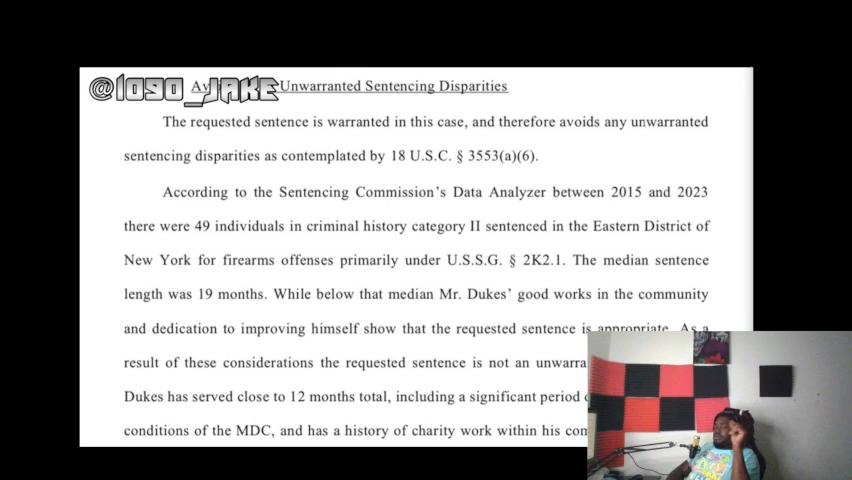 @1090_JAKE
Unwarranted Sentencing Disparities
The requested sentence is warranted in this case, and therefore avoids any unwarranted
sentencing disparities as contemplated by 18 U.S.C. § 3553(a)(6).
According to the Sentencing Commission's Data Analyzer between 2015 and 2023
there were 49 individuals in criminal history category II sentenced in the Eastern District of
New York for firearms offenses primarily under U.S.S.G. § 2K2.1. The median sentence
length was 19 months. While below that median Mr. Dukes' good works in the community
and dedication to improving himself show that the requested sentence is appropriate. As a
result of these considerations the requested sentence is not an unwarra
Dukes has served close to 12 months total, including a significant period
conditions of the MDC, and has a history of charity work within his com